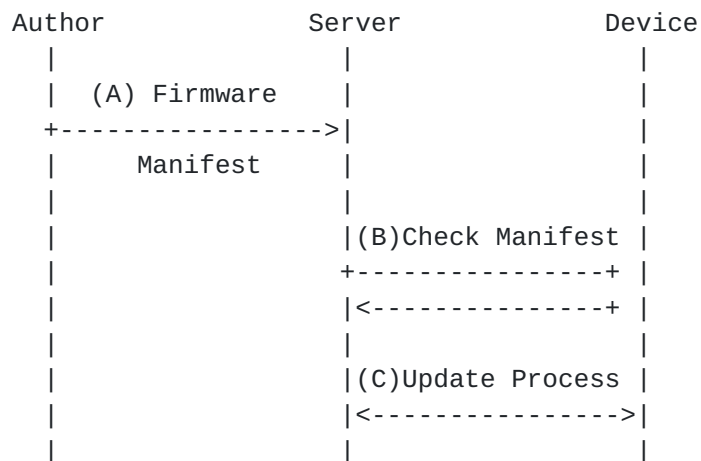 Author Server Device
(A) Firmware
Manifest
(B)Check Manifest
(C)Update Process